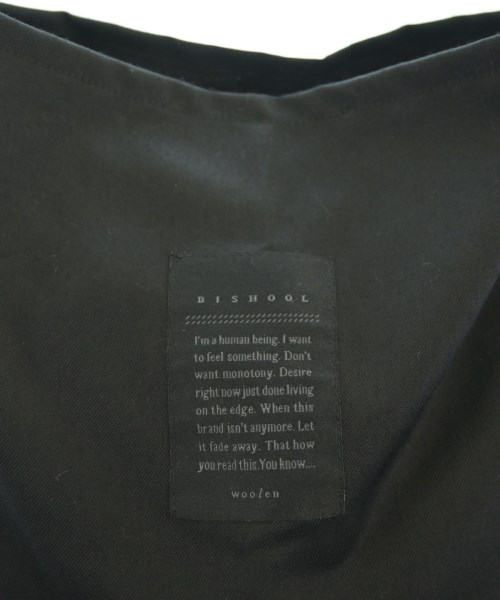 BISHOOL
I'm a human being. I want
to feel something. Don't
want monotony. Desire
right now just done living
on the edge. When this
brand isn't anymore. Let
it fade away. That how
you read this.You know....
woolen